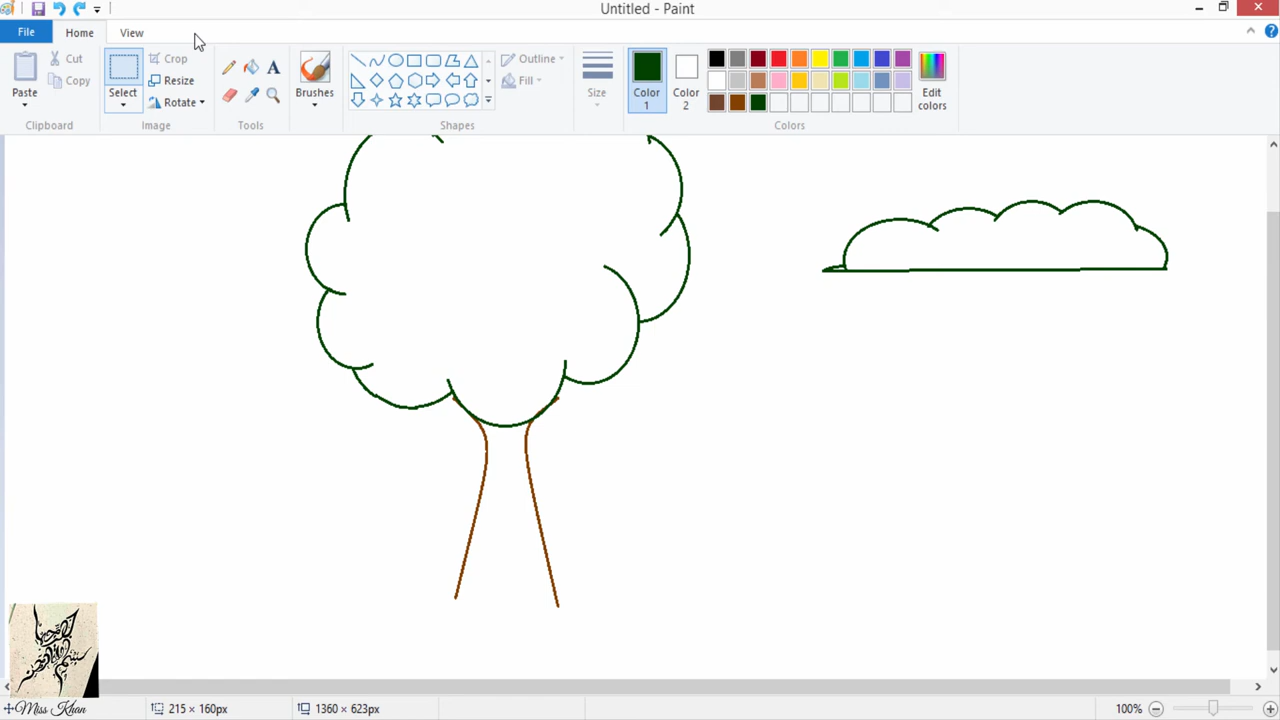 Untitled - Paint
File Home View
Paste Cut Copy
Select Crop Resize Rotate
Brushes
Outline Fill
Size
Color 1 Color 2
Edit colors
Clipboard Image Tools Shapes Colors
Miss Khan
215 × 160px 1360 × 623px 100%